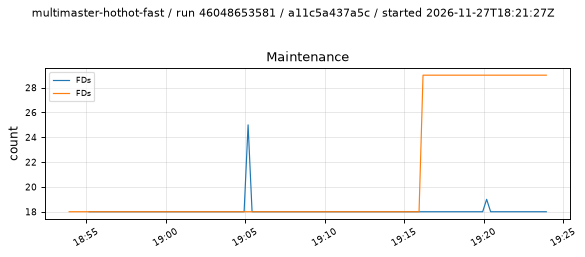 multimaster-hothot-fast / run 46048653581 / a11c5a437a5c / started 2026-11-27T18:21:27Z
Maintenance
FDs
FDs
count
28
26
24
22
20
18
18:55
19:00
19:05
19:10
19:15
19:20
19:25